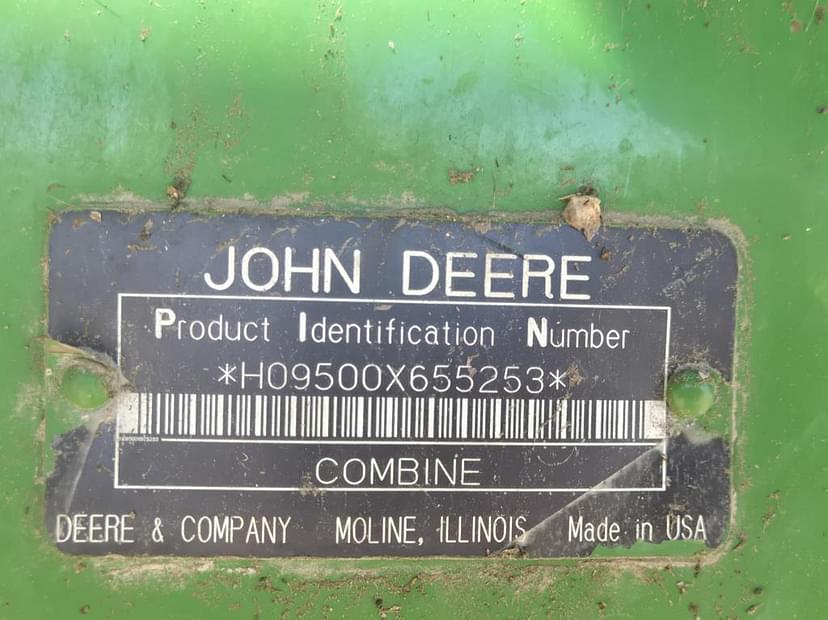 JOHN DEERE
Product Identification Number
*H09500X655253*
COMBINE
DEERE & COMPANY MOLINE, ILLINOIS Made in USA